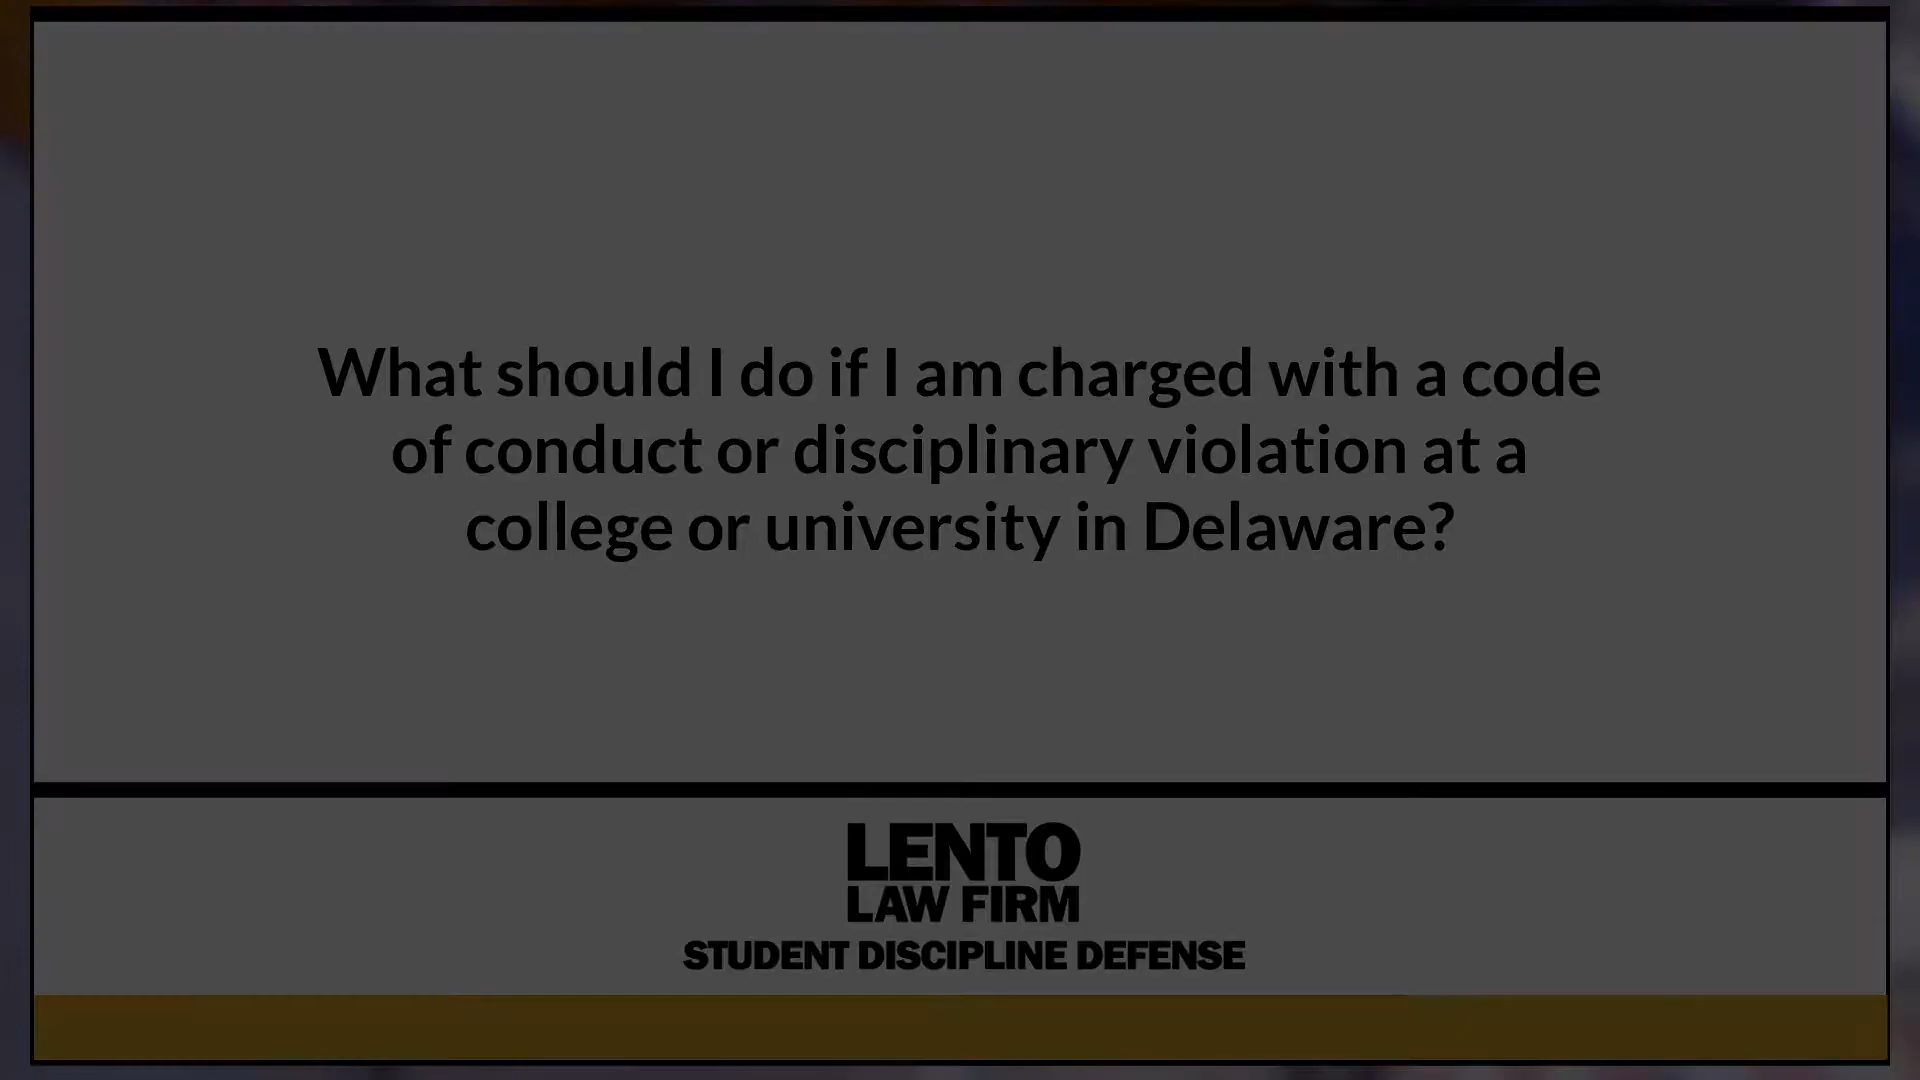 What should I do if I am charged with a code
of conduct or disciplinary violation at a
college or university in Delaware?
LENTO
LAW FIRM
STUDENT DISCIPLINE DEFENSE